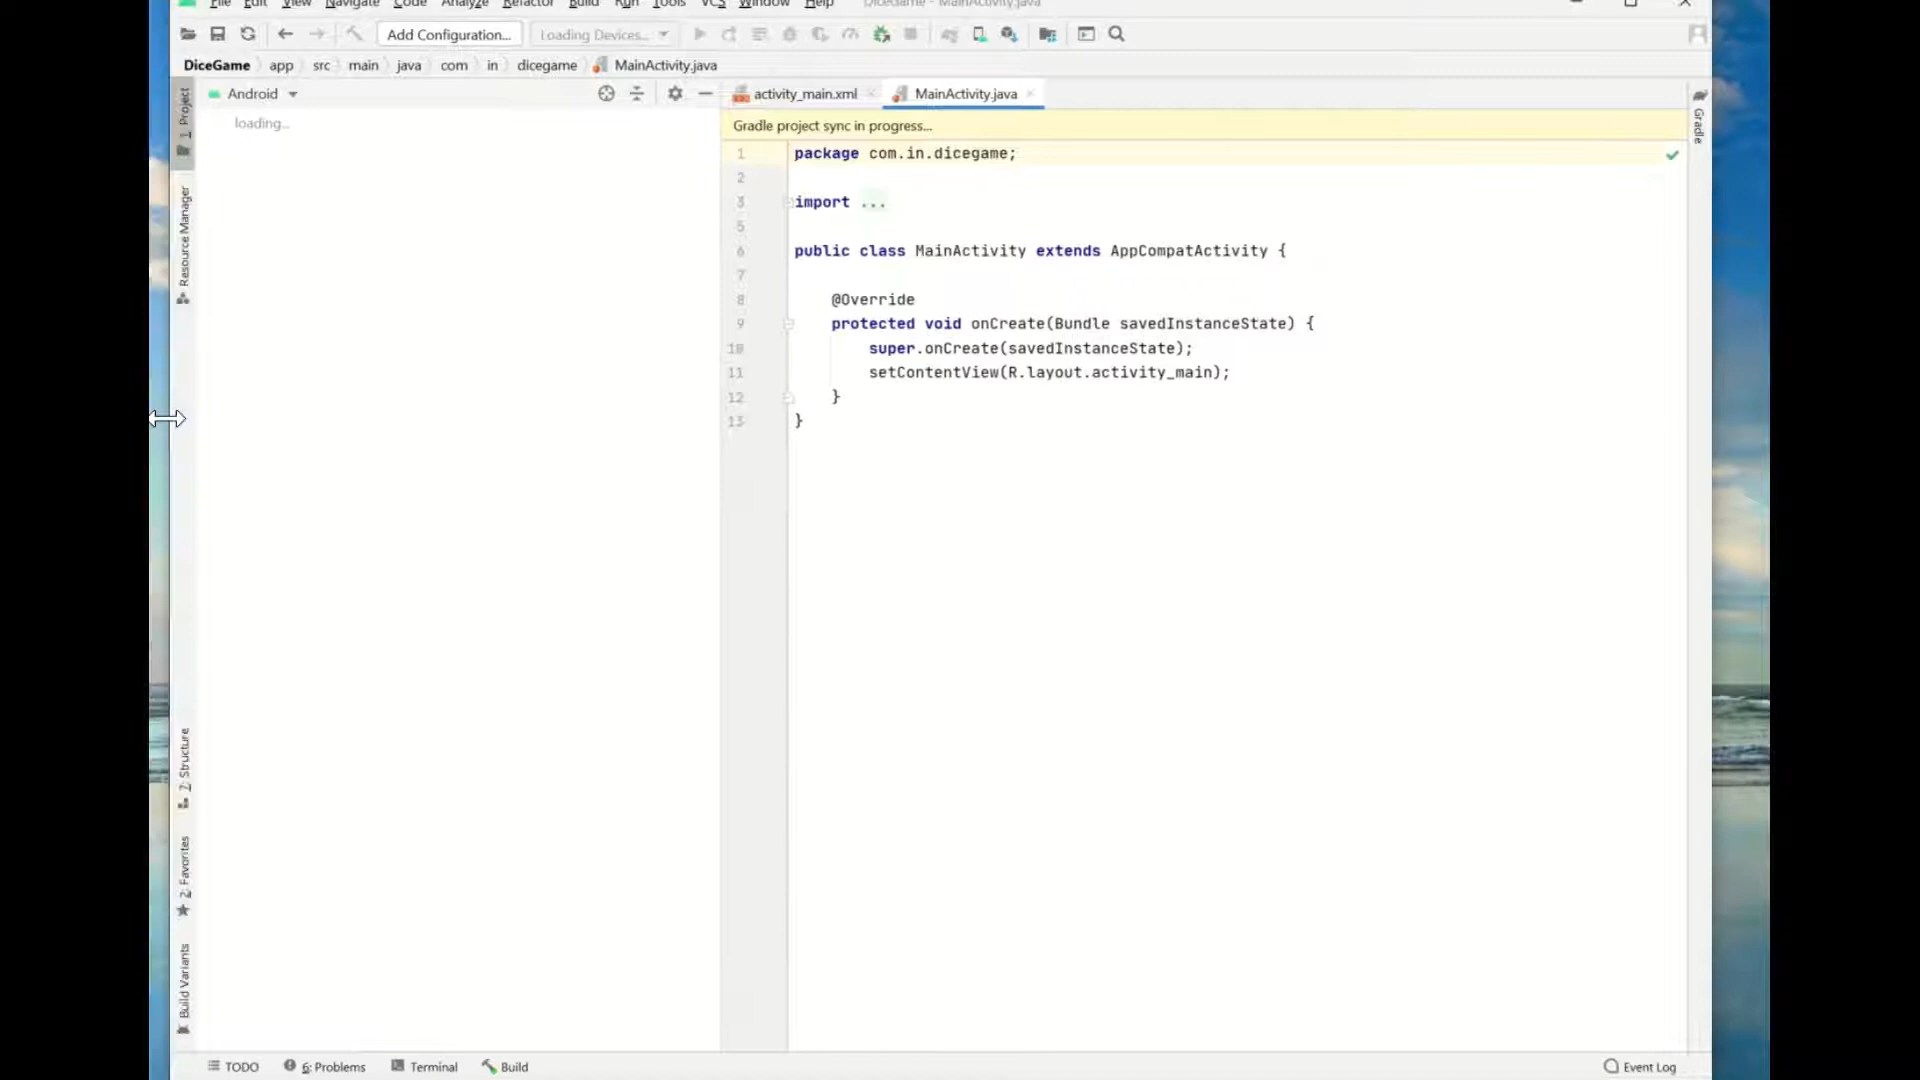 File Edit View Navigate Code Analyze Refactor Build Run Tools VCS Window Help DiceGame - MainActivity.java
Add Configuration... Loading Devices...
DiceGame app src main java com in dicegame MainActivity.java
1: Project
Android
activity_main.xml
MainActivity.java
loading...
Gradle project sync in progress...
Gradle
Resource Manager
7: Structure
2: Favorites
Build Variants
1 package com.in.dicegame;
2
3 import ...
5
6 public class MainActivity extends AppCompatActivity {
7
8 @Override
9 protected void onCreate(Bundle savedInstanceState) {
10 super.onCreate(savedInstanceState);
11 setContentView(R.layout.activity_main);
12 }
13 }
TODO 6: Problems Terminal Build Event Log